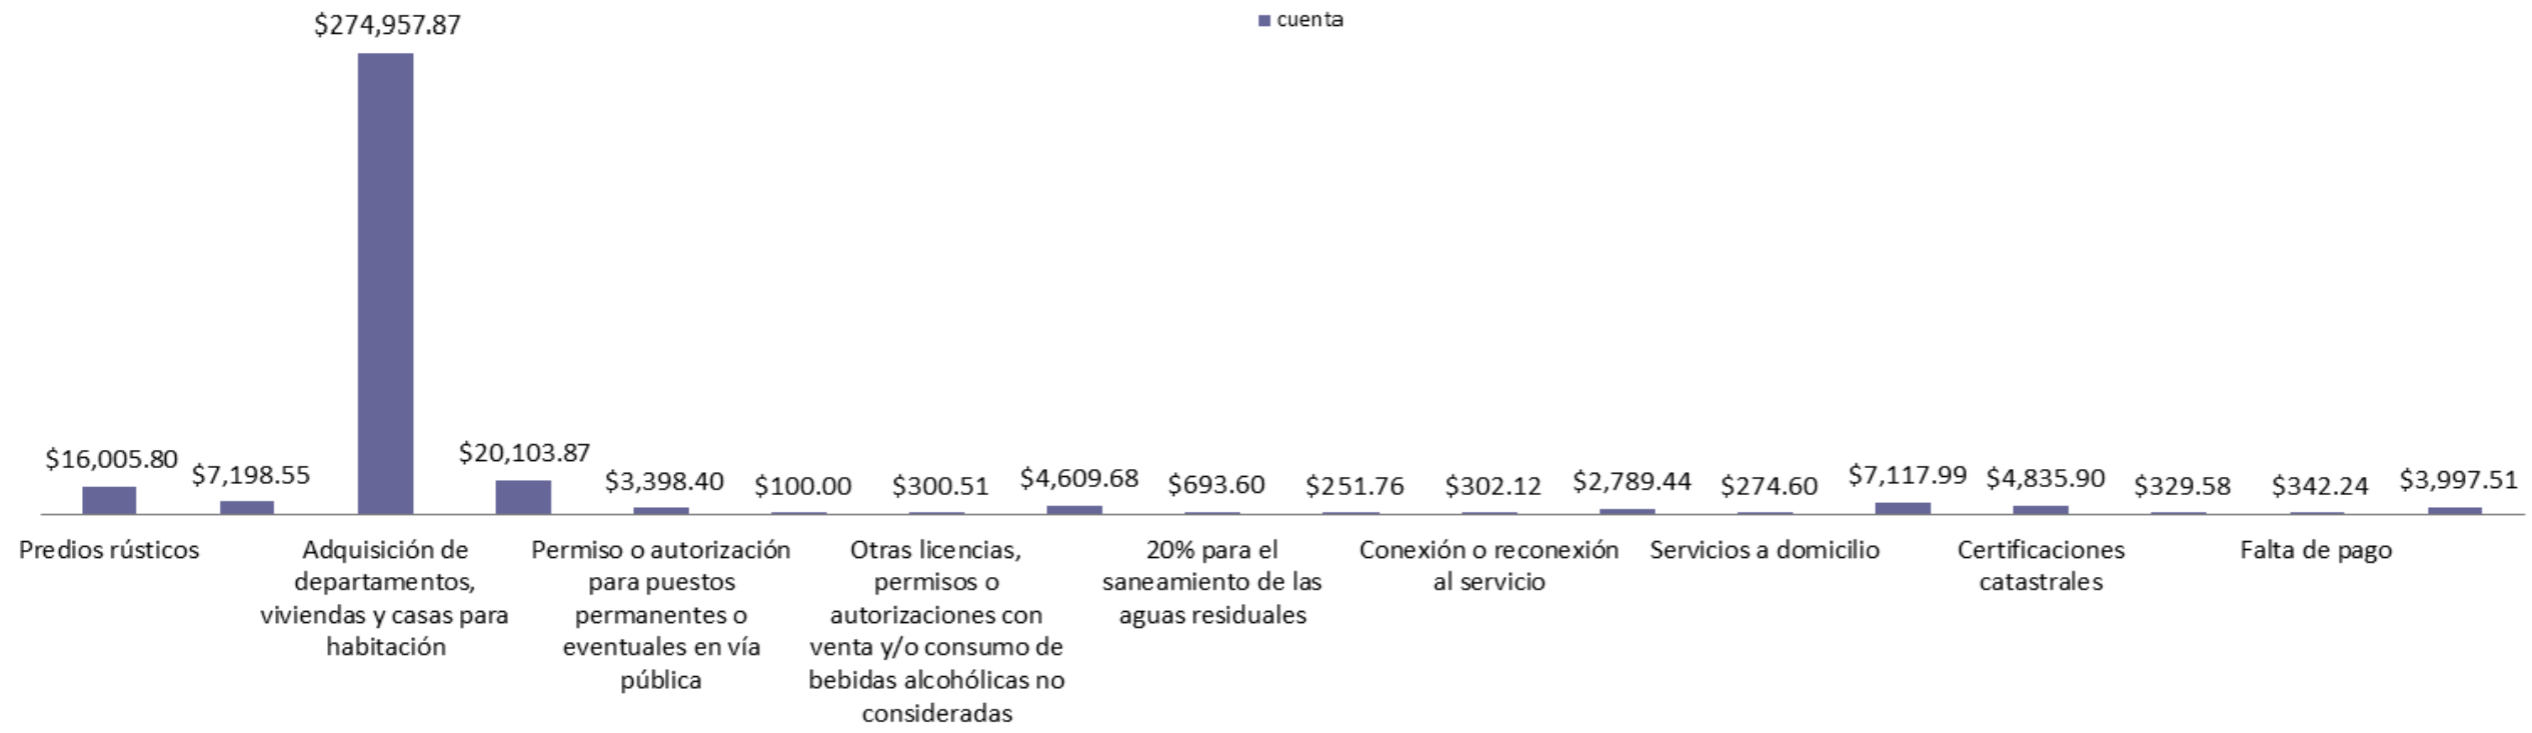 $274,957.87
cuenta
$16,005.80
$7,198.55
$20,103.87
$3,398.40
$100.00
$300.51
$4,609.68
$693.60
$251.76
$302.12
$2,789.44
$274.60
$7,117.99
$4,835.90
$329.58
$342.24
$3,997.51
Predios rústicos
Adquisición de
departamentos,
viviendas y casas para
habitación
Permiso o autorización
para puestos
permanentes o
eventuales en vía
pública
Otras licencias,
permisos o
autorizaciones con
venta y/o consumo de
bebidas alcohólicas no
consideradas
20% para el
saneamiento de las
aguas residuales
Conexión o reconexión
al servicio
Servicios a domicilio
Certificaciones
catastrales
Falta de pago